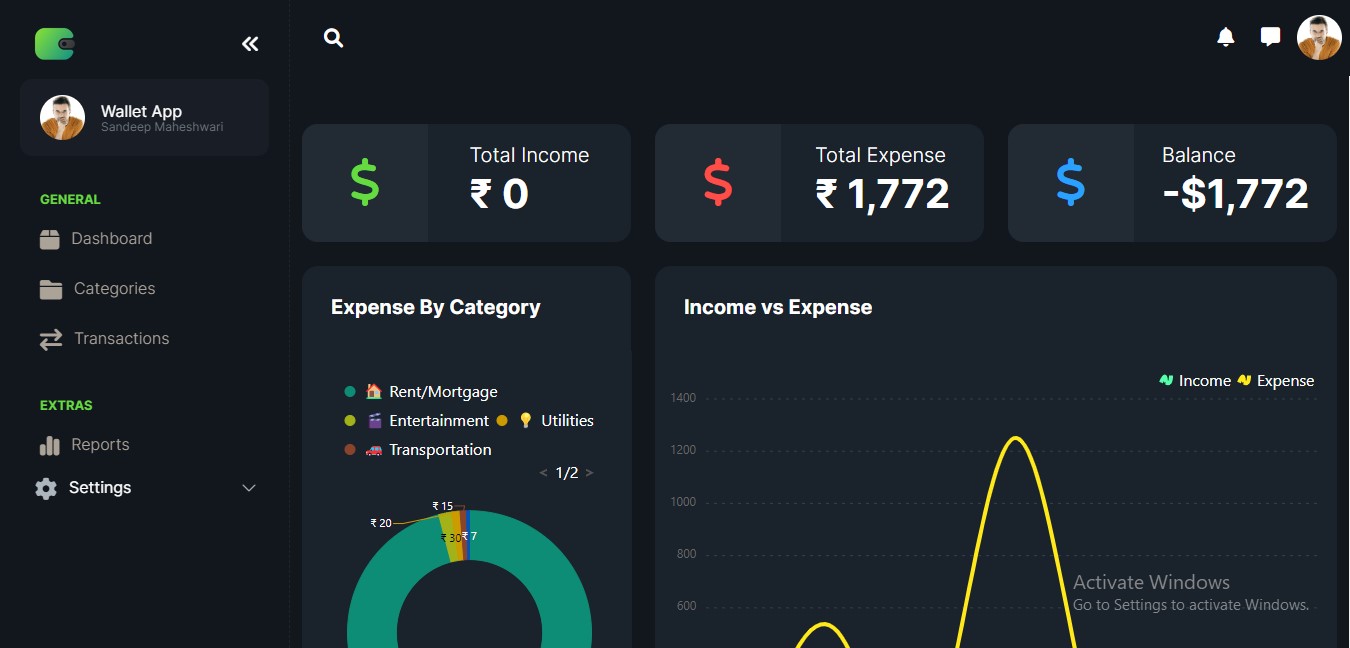 Wallet App
Sandeep Maheshwari
GENERAL
Dashboard
Categories
Transactions
EXTRAS
Reports
Settings
Total Income
₹ 0
Total Expense
₹ 1,772
Balance
-$1,772
Expense By Category
Rent/Mortgage
Entertainment Utilities
Transportation
< 1/2 >
₹ 15
₹ 20
₹ 30 ₹ 7
Income vs Expense
Income Expense
1400
1200
1000
800
600
Activate Windows
Go to Settings to activate Windows.